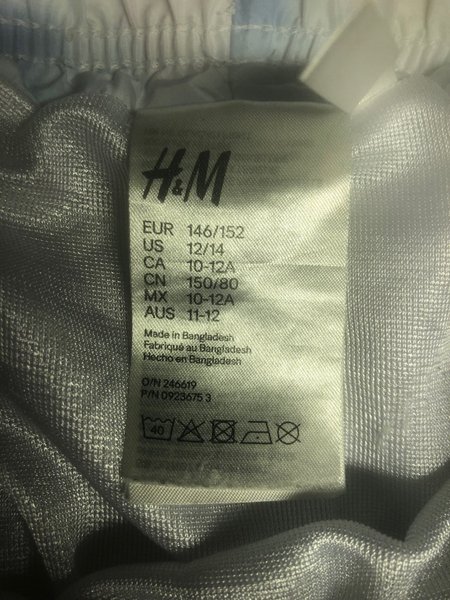 H&M
EUR 146/152
US 12/14
CA 10-12A
CN 150/80
MX 10-12A
AUS 11-12
Made in Bangladesh
Fabriqué au Bangladesh
Hecho en Bangladesh
O/N 246619
P/N 0923675 3
40